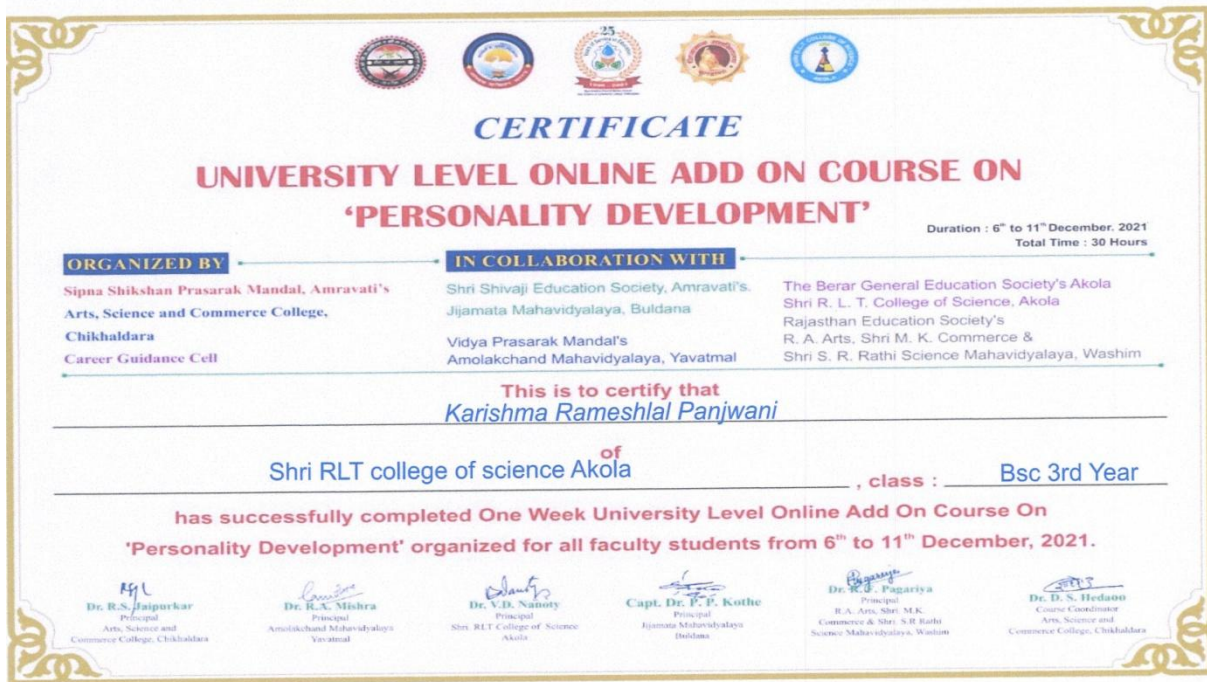 25
CERTIFICATE
UNIVERSITY LEVEL ONLINE ADD ON COURSE ON
‘PERSONALITY DEVELOPMENT’
Duration : 6th to 11th December. 2021
Total Time : 30 Hours
ORGANIZED BY
Sipna Shikshan Prasarak Mandal, Amravati's
Arts, Science and Commerce College,
Chikhaldara
Career Guidance Cell
IN COLLABORATION WITH
Shri Shivaji Education Society, Amravati's.
Jijamata Mahavidyalaya, Buldana
Vidya Prasarak Mandal's
Amolakchand Mahavidyalaya, Yavatmal
The Berar General Education Society's Akola
Shri R. L. T. College of Science, Akola
Rajasthan Education Society's
R. A. Arts, Shri M. K. Commerce &
Shri S. R. Rathi Science Mahavidyalaya, Washim
This is to certify that
Karishma Rameshlal Panjwani
of
Shri RLT college of science Akola , class : Bsc 3rd Year
has successfully completed One Week University Level Online Add On Course On
'Personality Development' organized for all faculty students from 6th to 11th December, 2021.
Dr. R.S. Jaipurkar
Principal
Arts, Science and
Commerce College, Chikhaldara
Dr. R.A. Mishra
Principal
Amolakchand Mahavidyalaya
Yavatmal
Dr. V.D. Nanoty
Principal
Shri. RLT College of Science
Akola
Capt. Dr. P. P. Kothe
Principal
Jijamata Mahavidyalaya
Buldana
Dr. Pagariya
Principal
R.A. Arts, Shri. M.K.
Commerce & Shri. S.R Rathi
Science Mahavidyalaya, Washim
Dr. D. S. Hedaoo
Course Coordinator
Arts, Science and
Commerce College, Chikhaldara